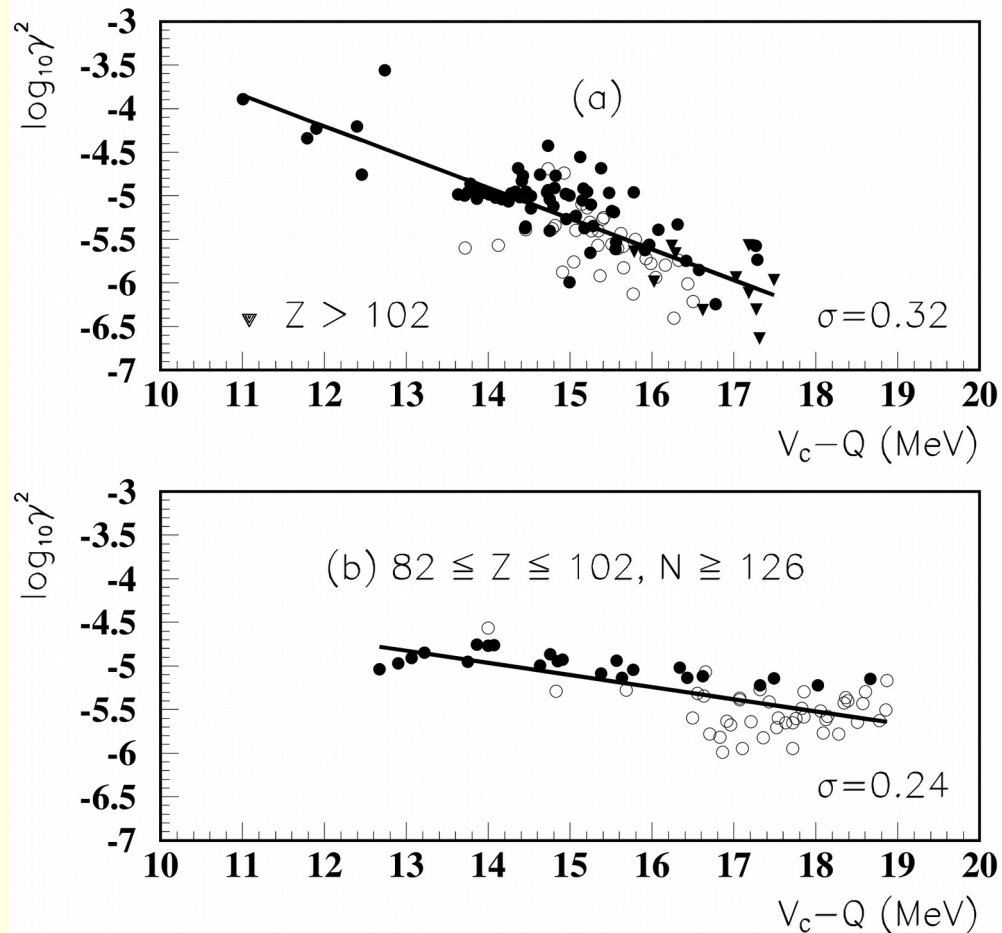 log₁₀γ²
-3
-3.5
-4
-4.5
-5
-5.5
-6
-6.5
-7
(a)
Z > 102
σ=0.32
10 11 12 13 14 15 16 17 18 19 20
V_c−Q (MeV)
log₁₀γ²
-3
-3.5
-4
-4.5
-5
-5.5
-6
-6.5
-7
(b) 82 ≦ Z ≦ 102, N ≧ 126
σ=0.24
10 11 12 13 14 15 16 17 18 19 20
V_c−Q (MeV)